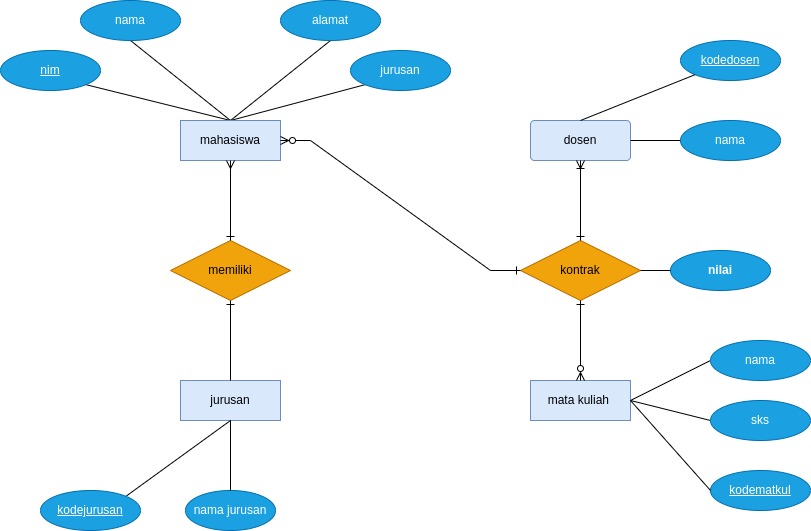 nama
alamat
nim
jurusan
kodedosen
mahasiswa
dosen
nama
memiliki
kontrak
nilai
nama
jurusan
mata kuliah
sks
kodematkul
kodejurusan
nama jurusan